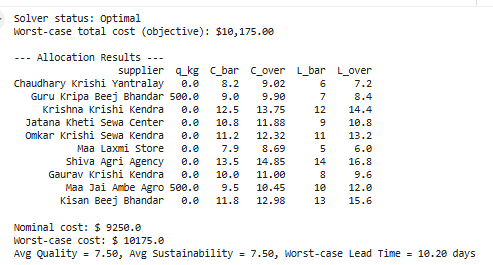 Solver status: Optimal
Worst-case total cost (objective): $10,175.00
--- Allocation Results ---
supplier q_kg C_bar C_over L_bar L_over
Chaudhary Krishi Yantralay 0.0 8.2 9.02 6 7.2
Guru Kripa Beej Bhandar 500.0 9.0 9.90 7 8.4
Krishna Krishi Kendra 0.0 12.5 13.75 12 14.4
Jatana Kheti Sewa Center 0.0 10.8 11.88 9 10.8
Omkar Krishi Sewa Kendra 0.0 11.2 12.32 11 13.2
Maa Laxmi Store 0.0 7.9 8.69 5 6.0
Shiva Agri Agency 0.0 13.5 14.85 14 16.8
Gaurav Krishi Kendra 0.0 10.0 11.00 8 9.6
Maa Jai Ambe Agro 500.0 9.5 10.45 10 12.0
Kisan Beej Bhandar 0.0 11.8 12.98 13 15.6
Nominal cost: $ 9250.0
Worst-case cost: $ 10175.0
Avg Quality = 7.50, Avg Sustainability = 7.50, Worst-case Lead Time = 10.20 days